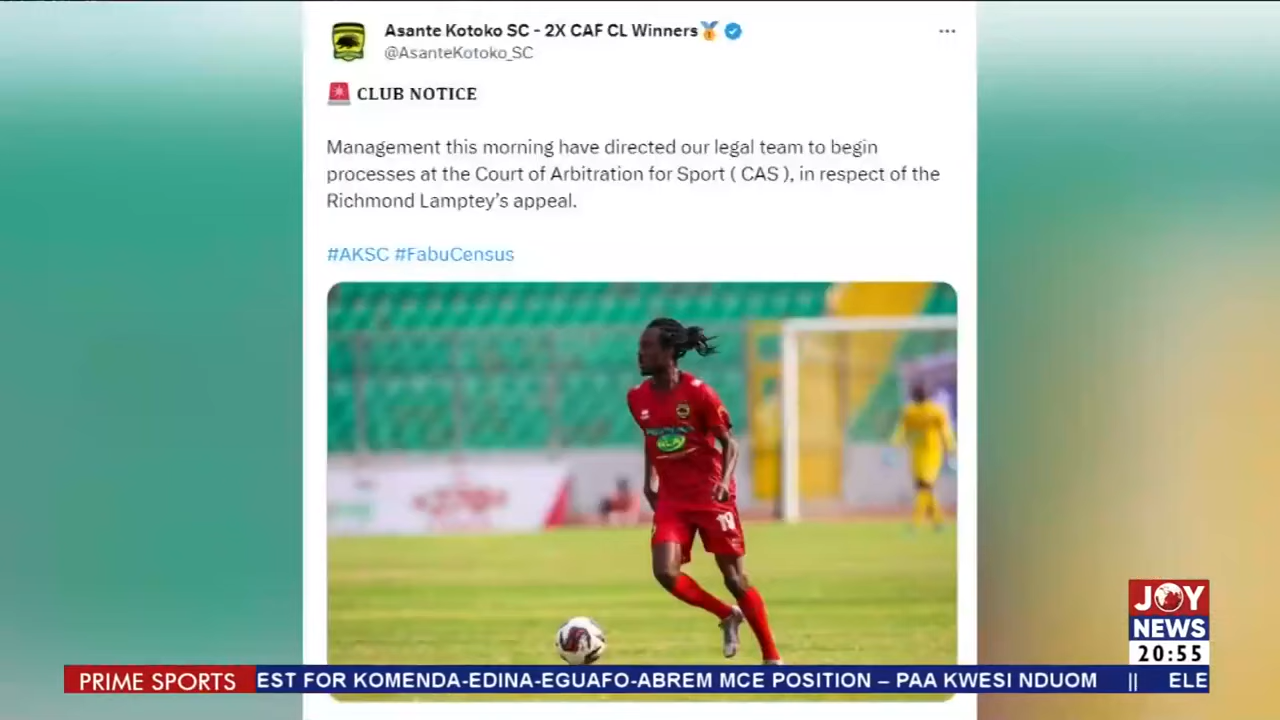 Asante Kotoko SC - 2X CAF CL Winners🥇
@AsanteKotoko_SC
🚨 CLUB NOTICE
Management this morning have directed our legal team to begin
processes at the Court of Arbitration for Sport ( CAS ), in respect of the
Richmond Lamptey’s appeal.
#AKSC #FabuCensus
19
JOY
NEWS
20:55
PRIME SPORTS
EST FOR KOMENDA-EDINA-EGUAFO-ABREM MCE POSITION – PAA KWESI NDUOM || ELE